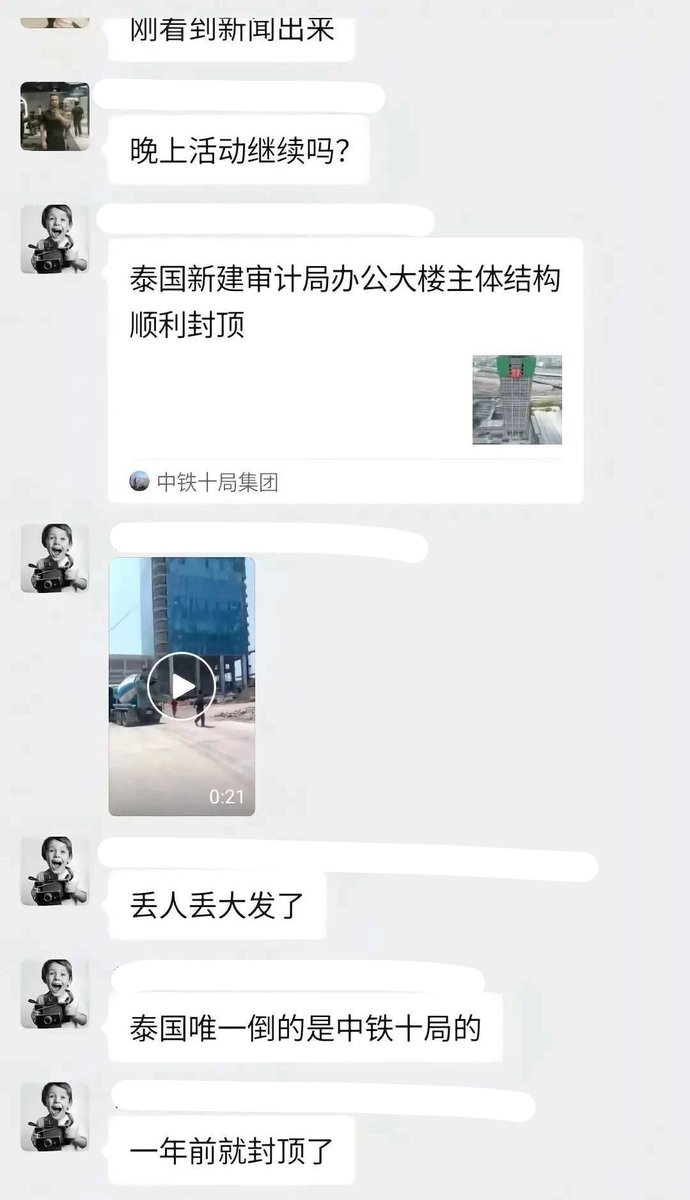 刚看到新闻出来
晚上活动继续吗？
泰国新建审计局办公大楼主体结构
顺利封顶
中铁十局集团
0:21
丢人丢大发了
泰国唯一倒的是中铁十局的
一年前就封顶了